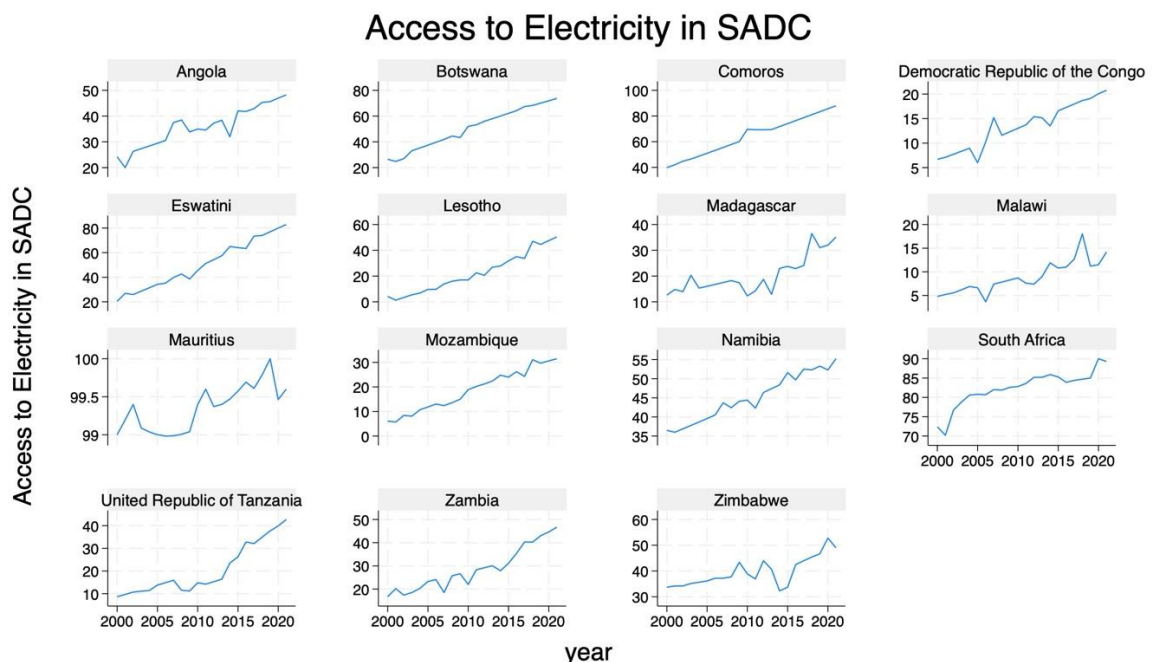 Access to Electricity in SADC
Access to Electricity in SADC
Angola
50
40
30
20
Botswana
80
60
40
20
Comoros
100
80
60
40
Democratic Republic of the Congo
20
15
10
5
Eswatini
80
60
40
20
Lesotho
60
40
20
0
Madagascar
40
30
20
10
Malawi
20
15
10
5
Mauritius
100
99.5
99
Mozambique
30
20
10
0
Namibia
55
50
45
40
35
South Africa
90
85
80
75
70
2000 2005 2010 2015 2020
United Republic of Tanzania
40
30
20
10
2000 2005 2010 2015 2020
Zambia
50
40
30
20
2000 2005 2010 2015 2020
Zimbabwe
60
50
40
30
2000 2005 2010 2015 2020
year